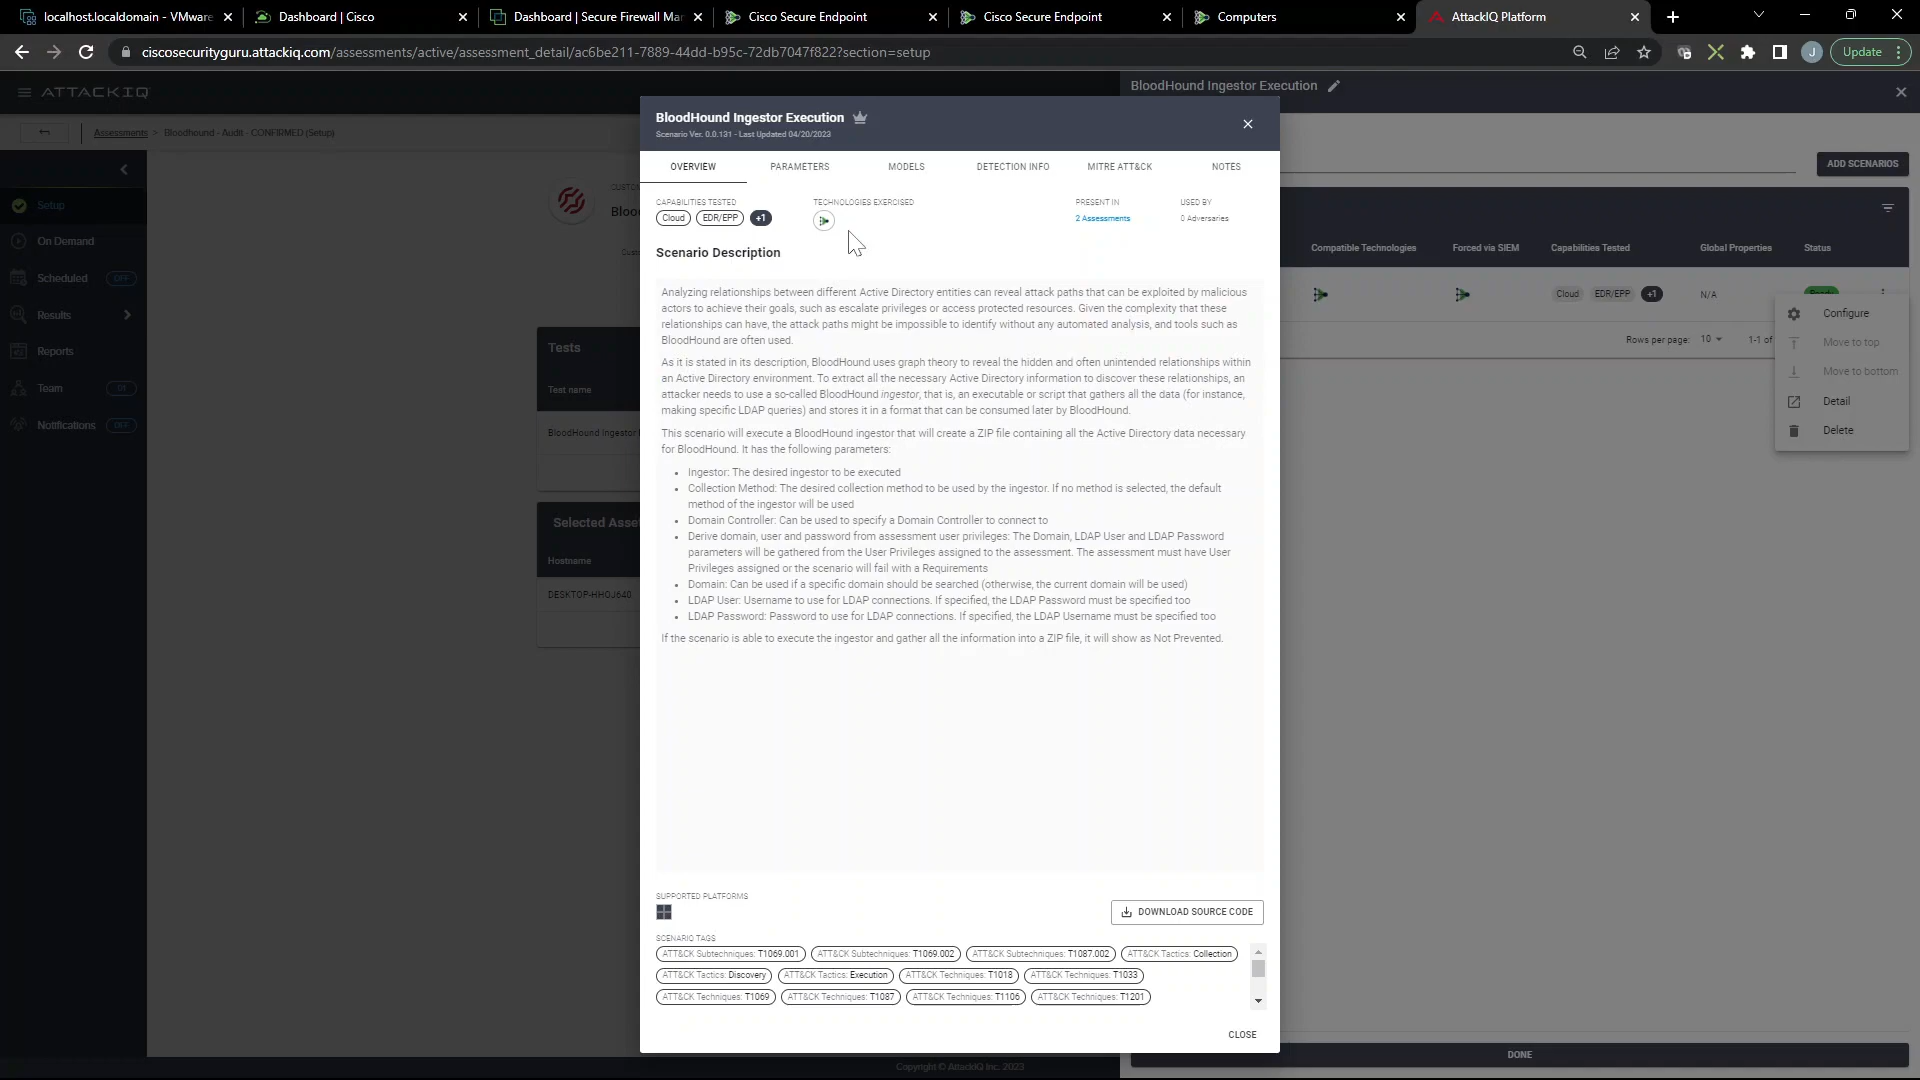 localhost.localdomain - VMware
Dashboard | Cisco
Dashboard | Secure Firewall Mar
Cisco Secure Endpoint
Cisco Secure Endpoint
Computers
AttackIQ Platform
ciscosecurityguru.attackiq.com/assessments/active/assessment_detail/ac6be211-7889-44dd-b95c-72db7047f822?section=setup
J
Update
ATTACKIQ
BloodHound Ingestor Execution
Assessments > Bloodhound - Audit - CONFIRMED (Setup)
ADD SCENARIOS
Setup
On Demand
Scheduled OFF
Results
Reports
Team
Notifications OFF
Bloo
Tests
Test name
BloodHound Ingestor
Selected Asse
Hostname
DESKTOP-HHOJ640
BloodHound Ingestor Execution
Scenario Ver. 0.0.131 - Last Updated 04/20/2023
OVERVIEW PARAMETERS MODELS DETECTION INFO MITRE ATT&CK NOTES
CAPABILITIES TESTED TECHNOLOGIES EXERCISED PRESENT IN USED BY
Cloud EDR/EPP +1 2 Assessments 0 Adversaries
Scenario Description
Analyzing relationships between different Active Directory entities can reveal attack paths that can be exploited by malicious
actors to achieve their goals, such as escalate privileges or access protected resources. Given the complexity that these
relationships can have, the attack paths might be impossible to identify without any automated analysis, and tools such as
BloodHound are often used.
As it is stated in its description, BloodHound uses graph theory to reveal the hidden and often unintended relationships within
an Active Directory environment. To extract all the necessary Active Directory information to discover these relationships, an
attacker needs to use a so-called BloodHound ingestor, that is, an executable or script that gathers all the data (for instance,
making specific LDAP queries) and stores it in a format that can be consumed later by BloodHound.
This scenario will execute a BloodHound ingestor that will create a ZIP file containing all the Active Directory data necessary
for BloodHound. It has the following parameters:
• Ingestor: The desired ingestor to be executed
• Collection Method: The desired collection method to be used by the ingestor. If no method is selected, the default
method of the ingestor will be used
• Domain Controller: Can be used to specify a Domain Controller to connect to
• Derive domain, user and password from assessment user privileges: The Domain, LDAP User and LDAP Password
parameters will be gathered from the User Privileges assigned to the assessment. The assessment must have User
Privileges assigned or the scenario will fail with a Requirements
• Domain: Can be used if a specific domain should be searched (otherwise, the current domain will be used)
• LDAP User: Username to use for LDAP connections. If specified, the LDAP Password must be specified too
• LDAP Password: Password to use for LDAP connections. If specified, the LDAP Username must be specified too
If the scenario is able to execute the ingestor and gather all the information into a ZIP file, it will show as Not Prevented.
SUPPORTED PLATFORMS
DOWNLOAD SOURCE CODE
SCENARIO TAGS
ATT&CK Subtechniques: T1069.001 ATT&CK Subtechniques: T1069.002 ATT&CK Subtechniques: T1087.002 ATT&CK Tactics: Collection
ATT&CK Tactics: Discovery ATT&CK Tactics: Execution ATT&CK Techniques: T1018 ATT&CK Techniques: T1033
ATT&CK Techniques: T1069 ATT&CK Techniques: T1087 ATT&CK Techniques: T1106 ATT&CK Techniques: T1201
CLOSE
Compatible Technologies Forced via SIEM Capabilities Tested Global Properties Status
Cloud EDR/EPP +1 N/A Ready
Rows per page: 10 1-1 of
Configure
Move to top
Move to bottom
Detail
Delete
DONE
Copyright © AttackIQ Inc. 2023